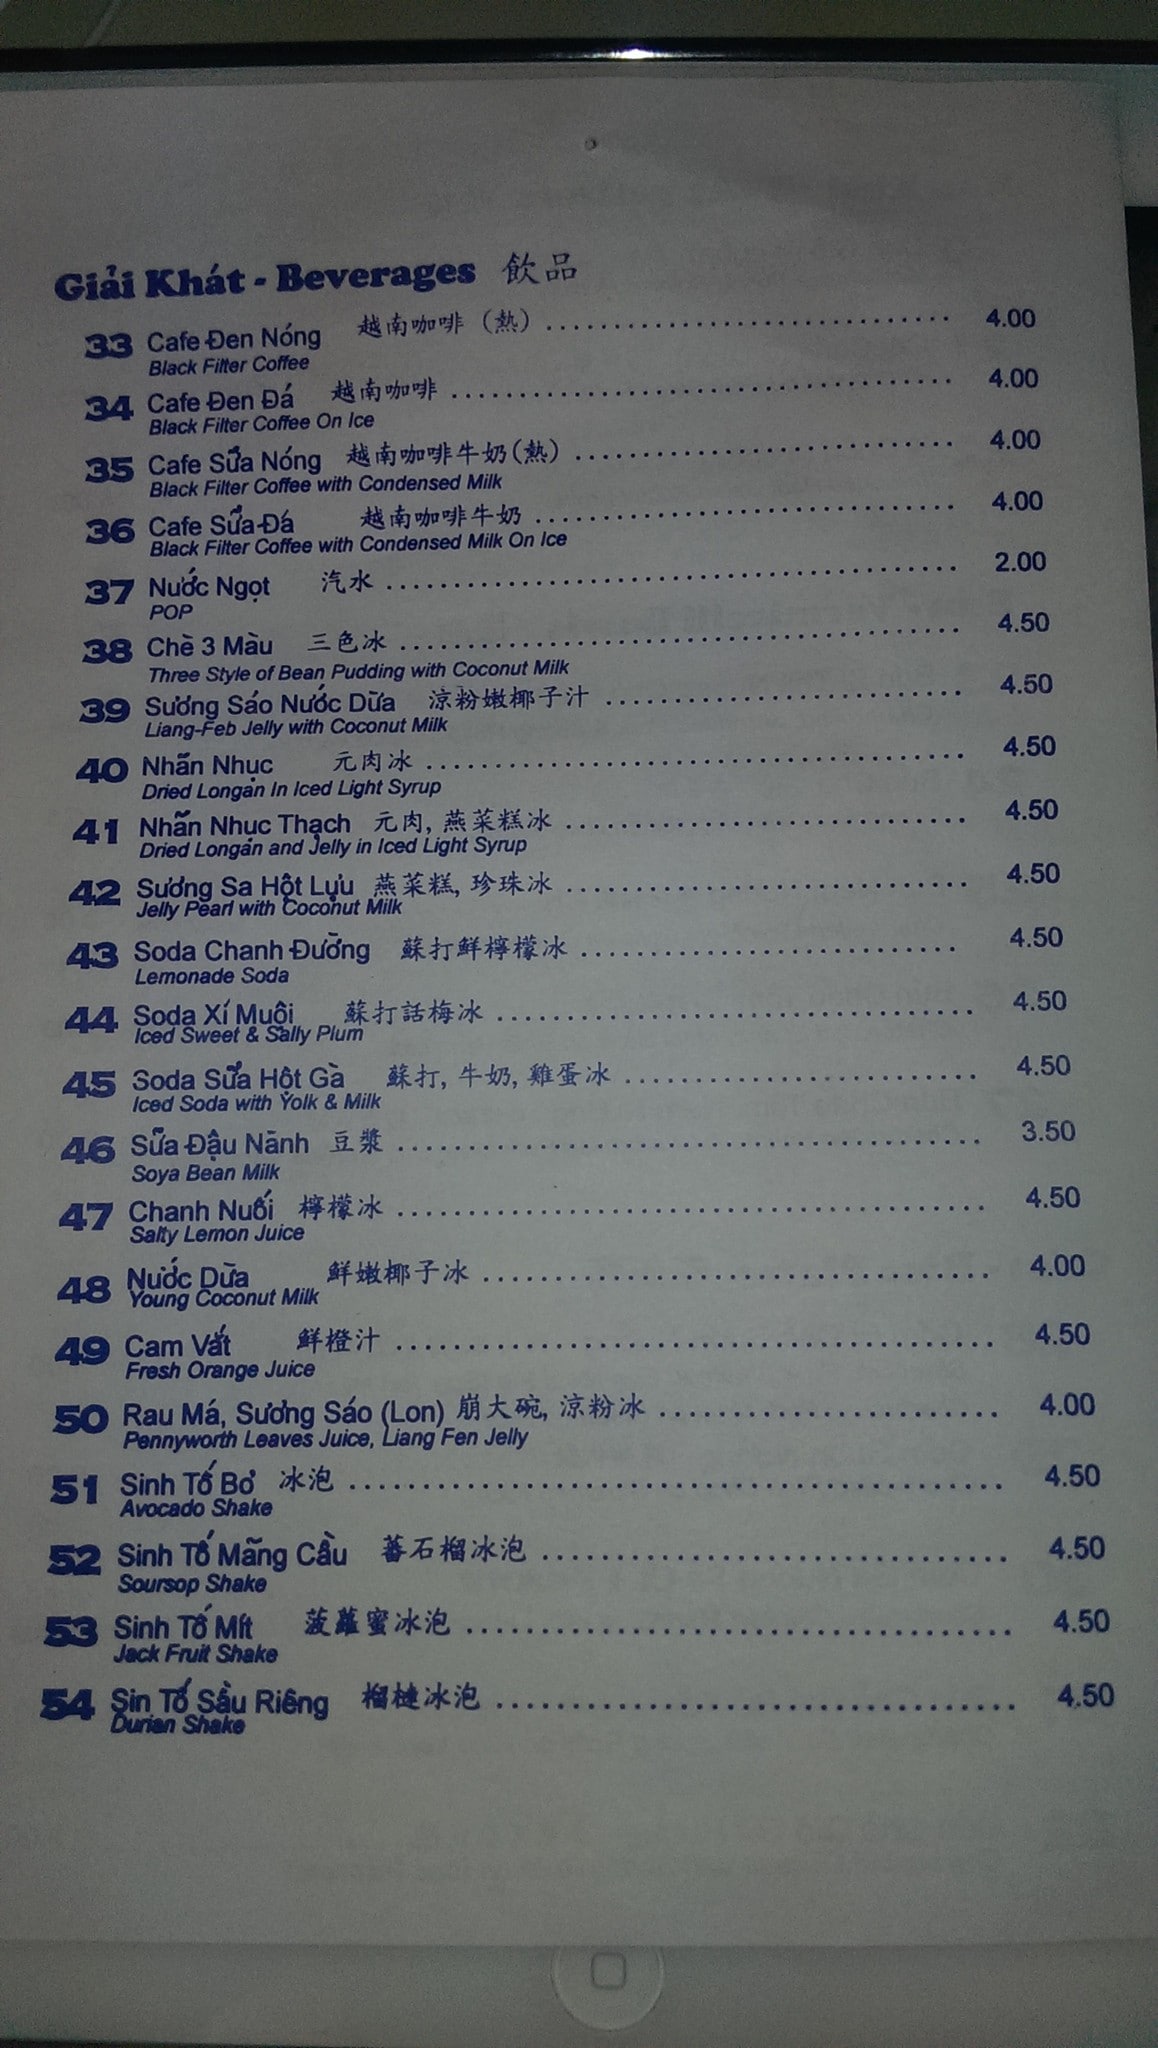 Giải Khát - Beverages 飲品
33 Cafe Đen Nóng 越南咖啡 (熱) 4.00
Black Filter Coffee
34 Cafe Đen Đá 越南咖啡 4.00
Black Filter Coffee On Ice
35 Cafe Sữa Nóng 越南咖啡牛奶(熱) 4.00
Black Filter Coffee with Condensed Milk
36 Cafe Sữa Đá 越南咖啡牛奶 4.00
Black Filter Coffee with Condensed Milk On Ice
37 Nước Ngọt 汽水 2.00
POP
38 Chè 3 Màu 三色冰 4.50
Three Style of Bean Pudding with Coconut Milk
39 Sương Sáo Nước Dừa 涼粉嫩椰子汁 4.50
Liang-Feb Jelly with Coconut Milk
40 Nhãn Nhục 元肉冰 4.50
Dried Longan In Iced Light Syrup
41 Nhãn Nhục Thạch 元肉, 燕菜糕冰 4.50
Dried Longan and Jelly in Iced Light Syrup
42 Sương Sa Hột Lựu 燕菜糕, 珍珠冰 4.50
Jelly Pearl with Coconut Milk
43 Soda Chanh Đường 蘇打鮮檸檬冰 4.50
Lemonade Soda
44 Soda Xí Muội 蘇打話梅冰 4.50
Iced Sweet & Sally Plum
45 Soda Sữa Hột Gà 蘇打, 牛奶, 雞蛋冰 4.50
Iced Soda with Yolk & Milk
46 Sữa Đậu Nành 豆漿 3.50
Soya Bean Milk
47 Chanh Nuối 檸檬冰 4.50
Salty Lemon Juice
48 Nước Dừa 鮮嫩椰子冰 4.00
Young Coconut Milk
49 Cam Vắt 鮮橙汁 4.50
Fresh Orange Juice
50 Rau Má, Sương Sáo (Lon) 崩大碗, 涼粉冰 4.00
Pennyworth Leaves Juice, Liang Fen Jelly
51 Sinh Tố Bơ 冰泡 4.50
Avocado Shake
52 Sinh Tố Mãng Cầu 蕃石榴冰泡 4.50
Soursop Shake
53 Sinh Tố Mít 菠蘿蜜冰泡 4.50
Jack Fruit Shake
54 Sin Tố Sầu Riêng 榴槤冰泡 4.50
Durian Shake